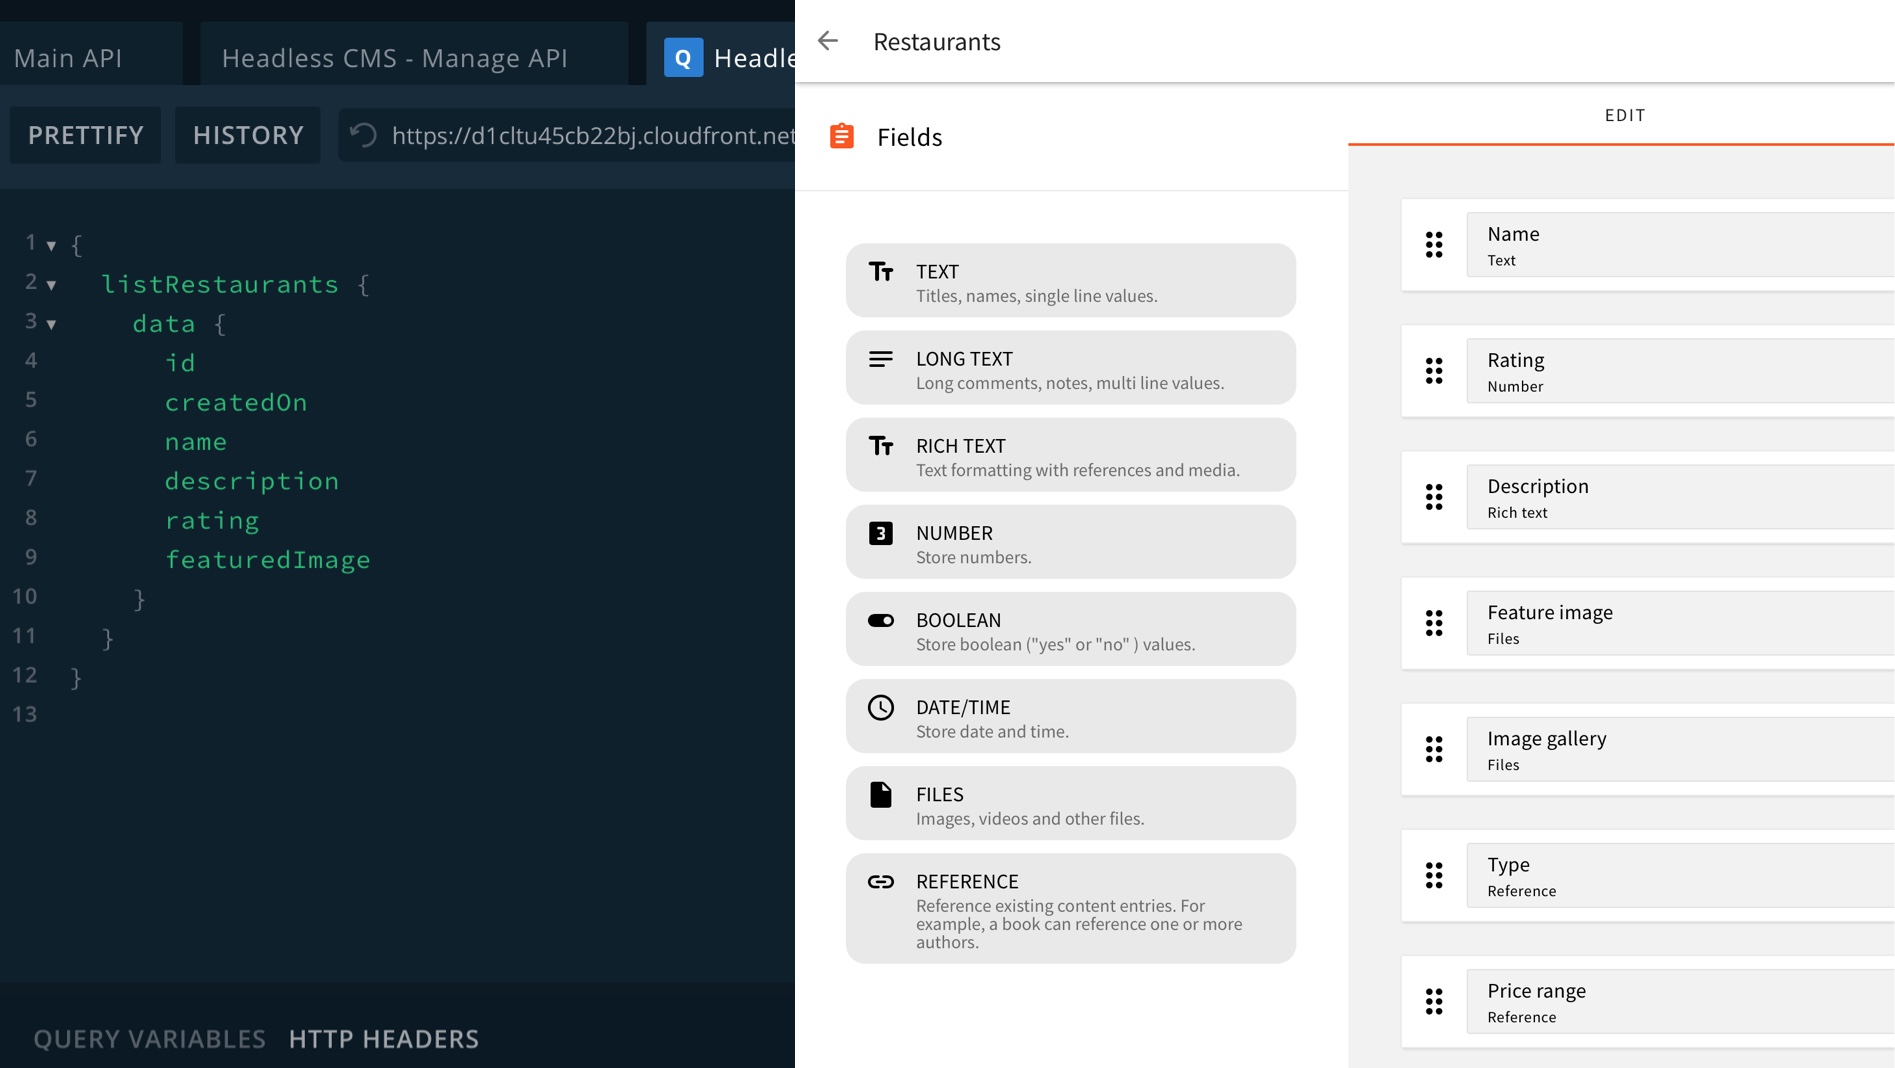 Main API
Headless CMS - Manage API
Q Headle
PRETTIFY
HISTORY
https://d1cltu45cb22bj.cloudfront.net
1 {
2 listRestaurants {
3 data {
4 id
5 createdOn
6 name
7 description
8 rating
9 featuredImage
10 }
11 }
12 }
13
QUERY VARIABLES
HTTP HEADERS
Restaurants
Fields
TEXT
Titles, names, single line values.
LONG TEXT
Long comments, notes, multi line values.
RICH TEXT
Text formatting with references and media.
3 NUMBER
Store numbers.
BOOLEAN
Store boolean ("yes" or "no" ) values.
DATE/TIME
Store date and time.
FILES
Images, videos and other files.
REFERENCE
Reference existing content entries. For
example, a book can reference one or more
authors.
EDIT
Name
Text
Rating
Number
Description
Rich text
Feature image
Files
Image gallery
Files
Type
Reference
Price range
Reference